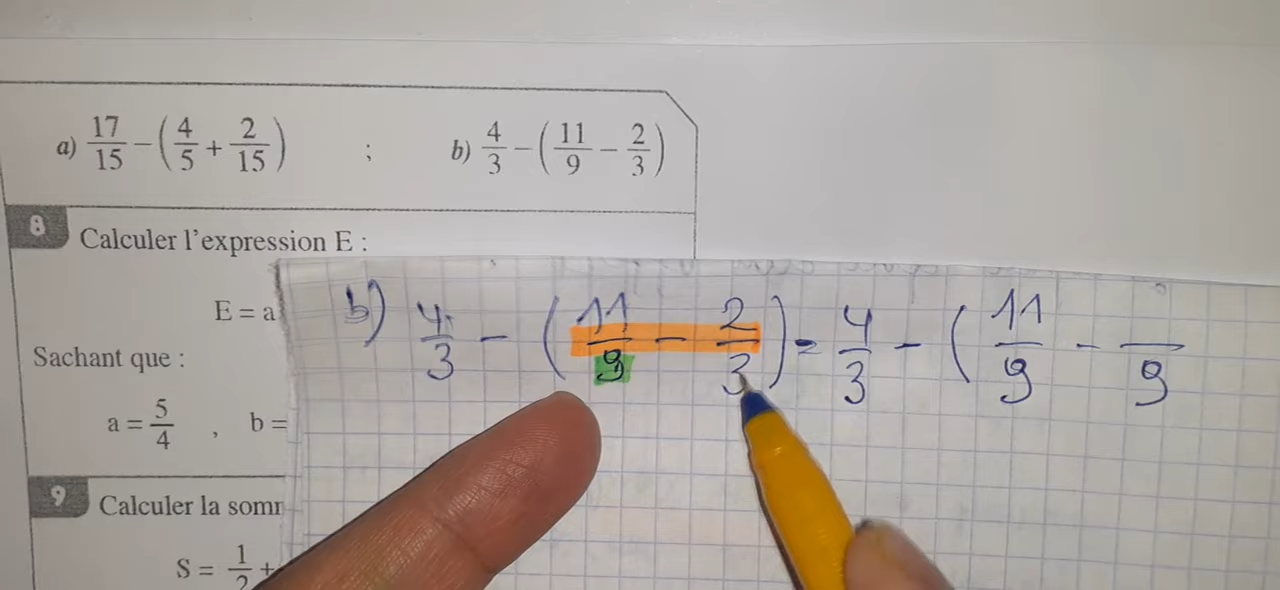 a) 17/15 − (4/5 + 2/15) ; b) 4/3 − (11/9 − 2/3)
8 Calculer l'expression E :
E = a
Sachant que :
a = 5/4 , b =
9 Calculer la som
S = 1/2 +
b) 4/3 − (11/9 − 2/3) = 4/3 − (11/9 − /9